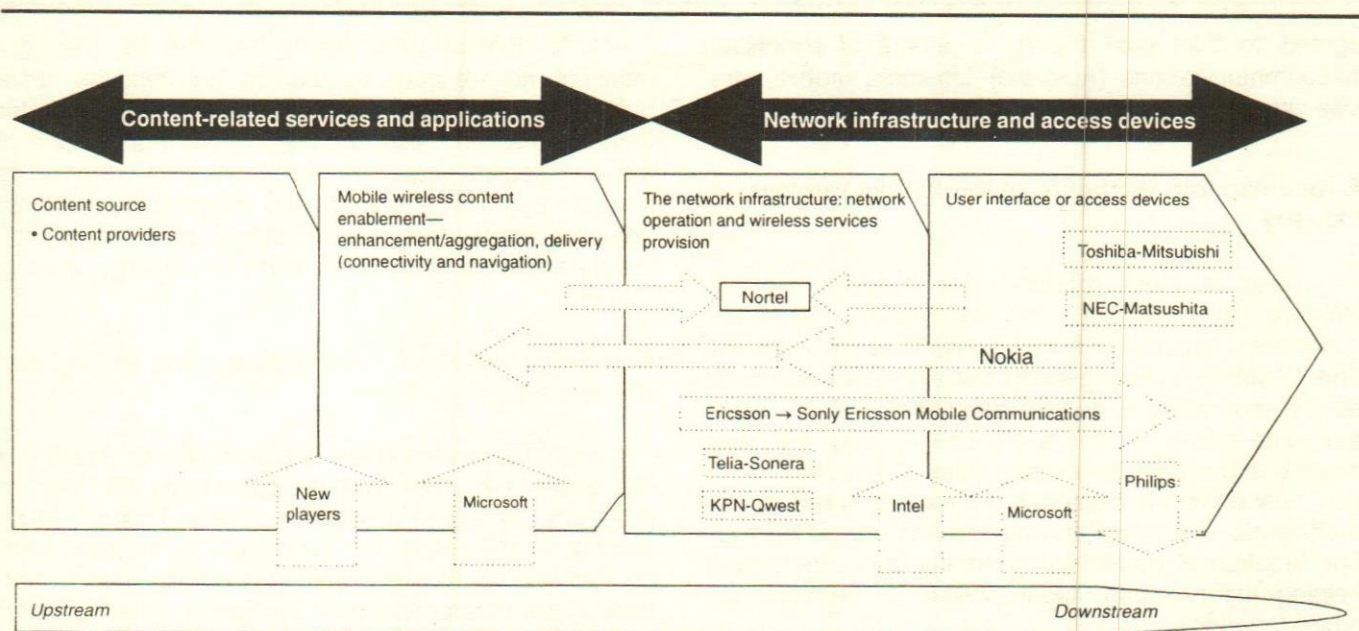 Content-related services and applications
Network infrastructure and access devices
Content source
• Content providers
Mobile wireless content
enablement—
enhancement/aggregation, delivery
(connectivity and navigation)
The network infrastructure: network
operation and wireless services
provision
User interface or access devices
Toshiba-Mitsubishi
NEC-Matsushita
Nortel
Nokia
Ericsson → Sonly Ericsson Mobile Communications
Telia-Sonera
KPN-Qwest
New
players
Microsoft
Intel
Microsoft
Philips
Upstream
Downstream